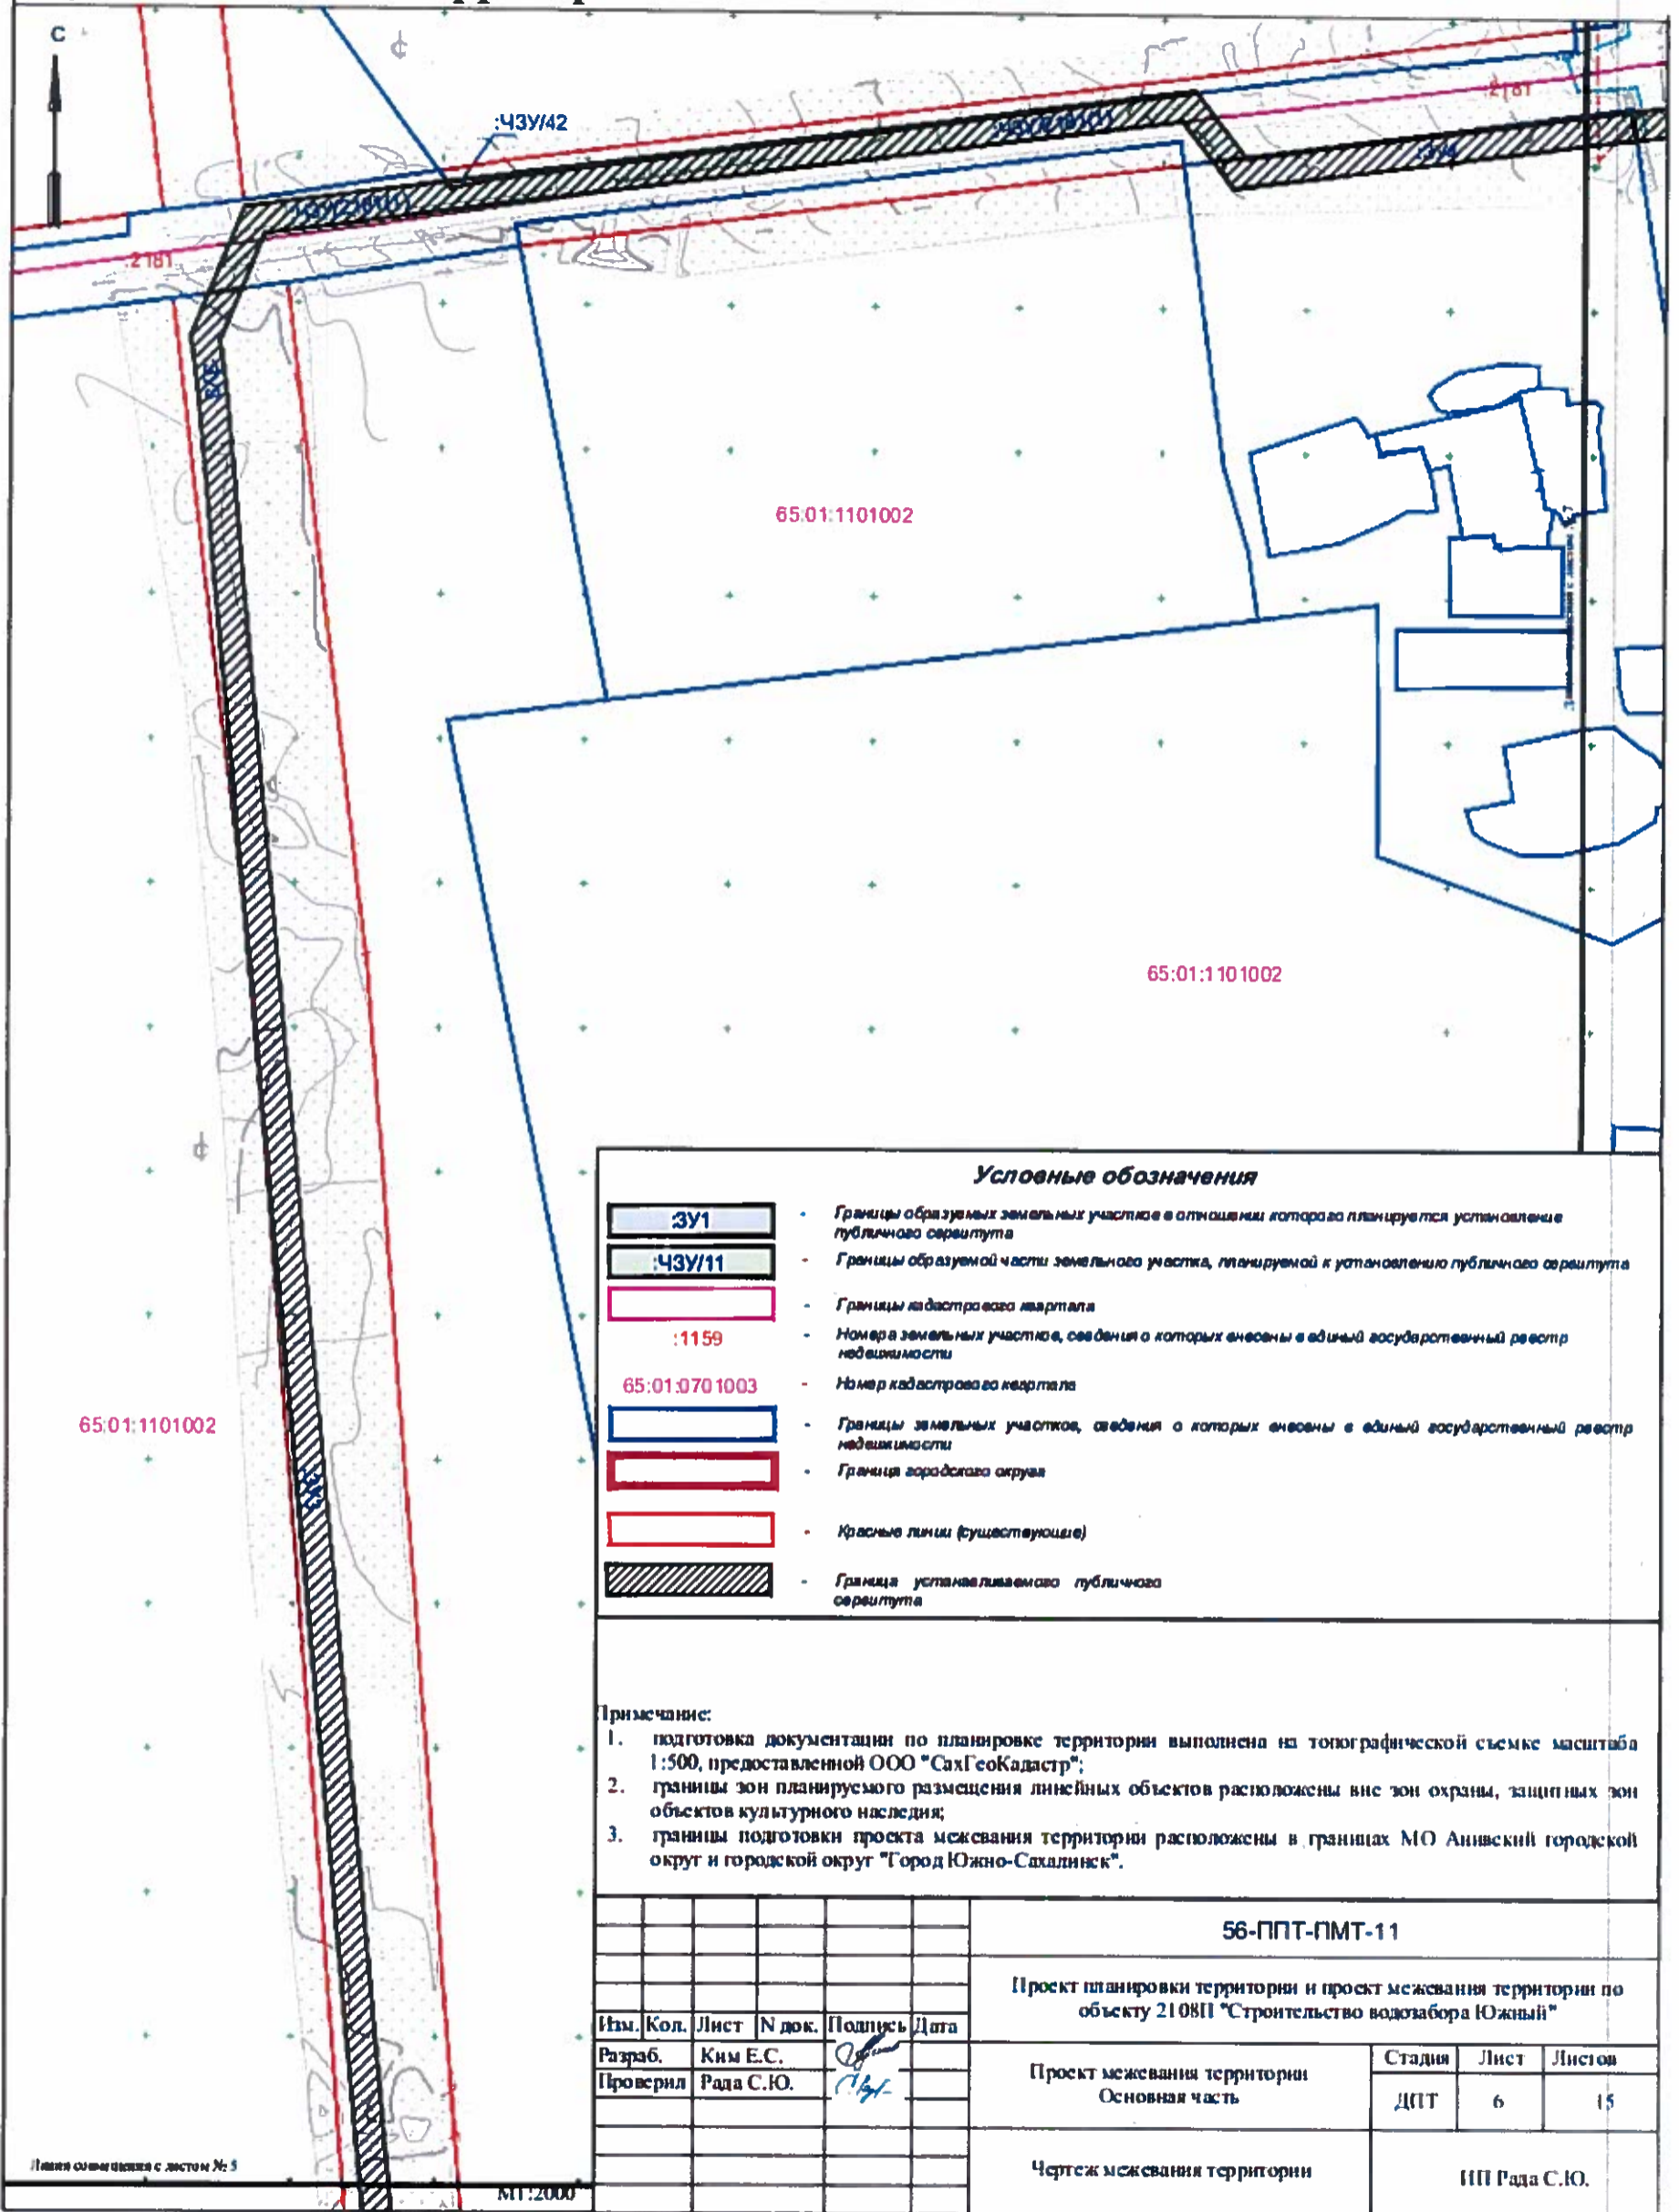 С
:ЧЗУ/42
:2181
:2181
65:01:1101002
65:01:1101002
65:01:1101002
Условные обозначения
:ЗУ1
- Границы образуемых земельных участков в отношении которого планируется установление
публичного сервитута
:ЧЗУ/11
- Границы образуемой части земельного участка, планируемой к установлению публичного сервитута
- Границы кадастрового квартала
:1159
- Номера земельных участков, сведения о которых внесены в единый государственный реестр
недвижимости
65:01:0701003
- Номер кадастрового квартала
- Границы земельных участков, сведения о которых внесены в единый государственный реестр
недвижимости
- Граница городского округа
- Красные линии (существующие)
- Граница устанавливаемого публичного
сервитута
Примечание:
1. подготовка документации по планировке территории выполнена на топографической съемке масштаба
1:500, предоставленной ООО "СахГеоКадастр";
2. границы зон планируемого размещения линейных объектов расположены вне зон охраны, защитных зон
объектов культурного наследия;
3. границы подготовки проекта межевания территории расположены в границах МО Анивский городской
округ и городской округ "Город Южно-Сахалинск".
56-ППТ-ПМТ-11
Проект планировки территории и проект межевания территории по
объекту 2108П "Строительство водозабора Южный"
Изм. Кол. Лист N док. Подпись Дата
Разраб. Ким Е.С.
Проверил Рада С.Ю.
Проект межевания территории
Основная часть
Стадия Лист Листов
ДПТ 6 15
Чертеж межевания территории
ИП Рада С.Ю.
Линия совмещения с листом № 5
М1:2000